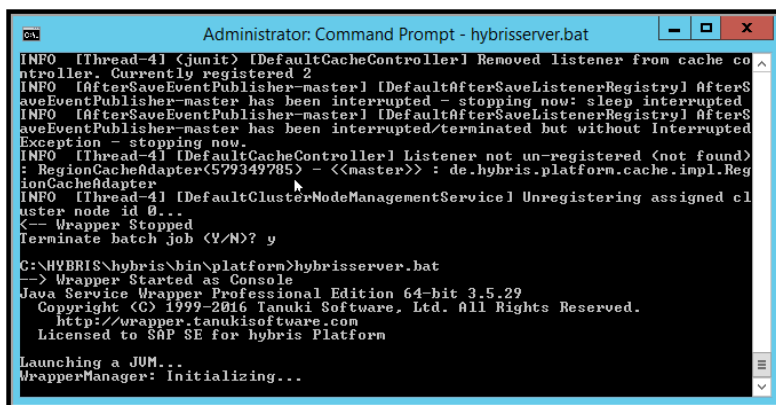 Administrator: Command Prompt - hybrisserver.bat
INFO  [Thread-4] (junit) [DefaultCacheController] Removed listener from cache co
ntroller. Currently registered 2
INFO  [AfterSaveEventPublisher-master] [DefaultAfterSaveListenerRegistry] AfterS
aveEventPublisher-master has been interrupted - stopping now: sleep interrupted
INFO  [AfterSaveEventPublisher-master] [DefaultAfterSaveListenerRegistry] AfterS
aveEventPublisher-master has been interrupted/terminated but without Interrupted
Exception - stopping now.
INFO  [Thread-4] [DefaultCacheController] Listener not un-registered (not found)
: RegionCacheAdapter(579349785) - <<master>> : de.hybris.platform.cache.impl.Reg
ionCacheAdapter
INFO  [Thread-4] [DefaultClusterNodeManagementService] Unregistering assigned cl
uster node id 0...
<-- Wrapper Stopped
Terminate batch job (Y/N)? y
C:\HYBRIS\hybris\bin\platform>hybrisserver.bat
--> Wrapper Started as Console
Java Service Wrapper Professional Edition 64-bit 3.5.29
  Copyright (C) 1999-2016 Tanuki Software, Ltd. All Rights Reserved.
    http://wrapper.tanukisoftware.com
  Licensed to SAP SE for hybris Platform
Launching a JVM...
WrapperManager: Initializing...